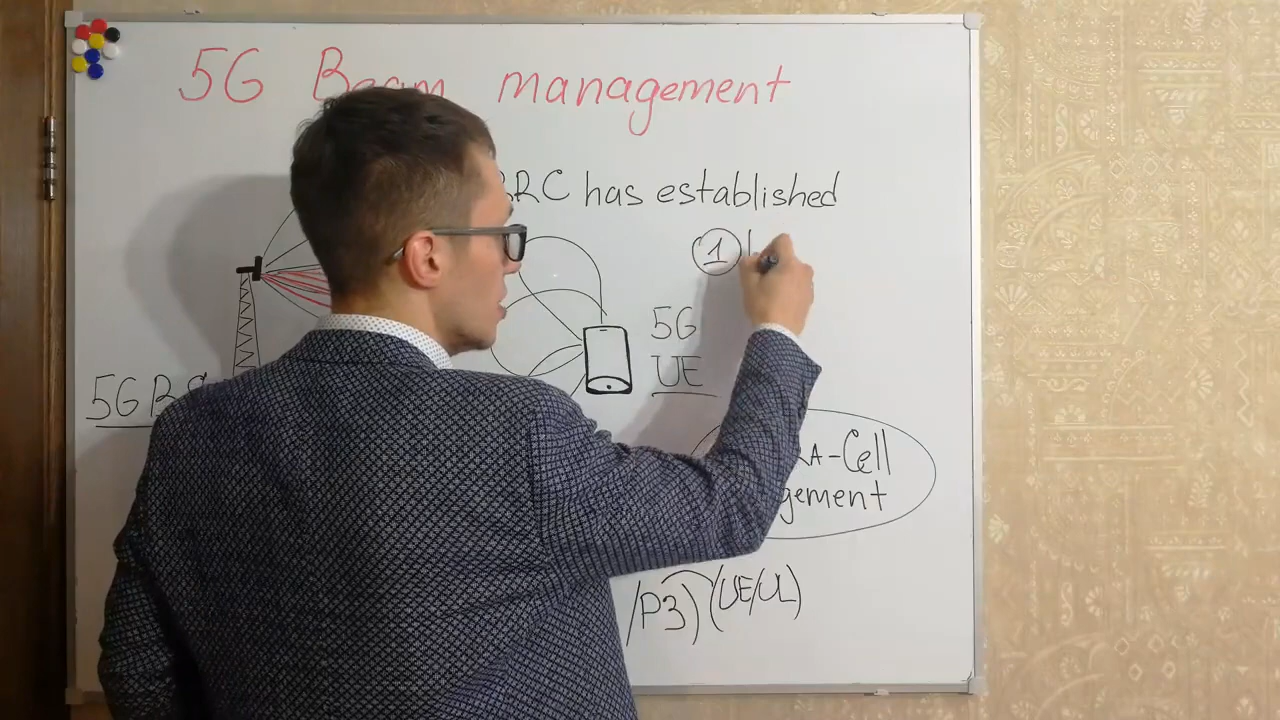 5G Beam management
RRC has established
1
5G
UE
5G BS
-Cell
gement
/P3) (UE/UL)